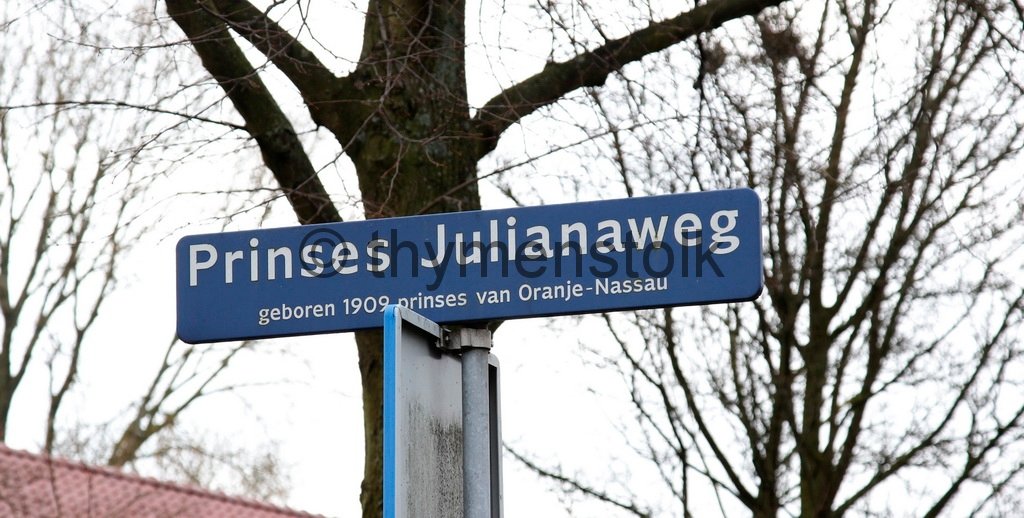 Prinses Julianaweg
geboren 1909 prinses van Oranje-Nassau
© thymenstolk